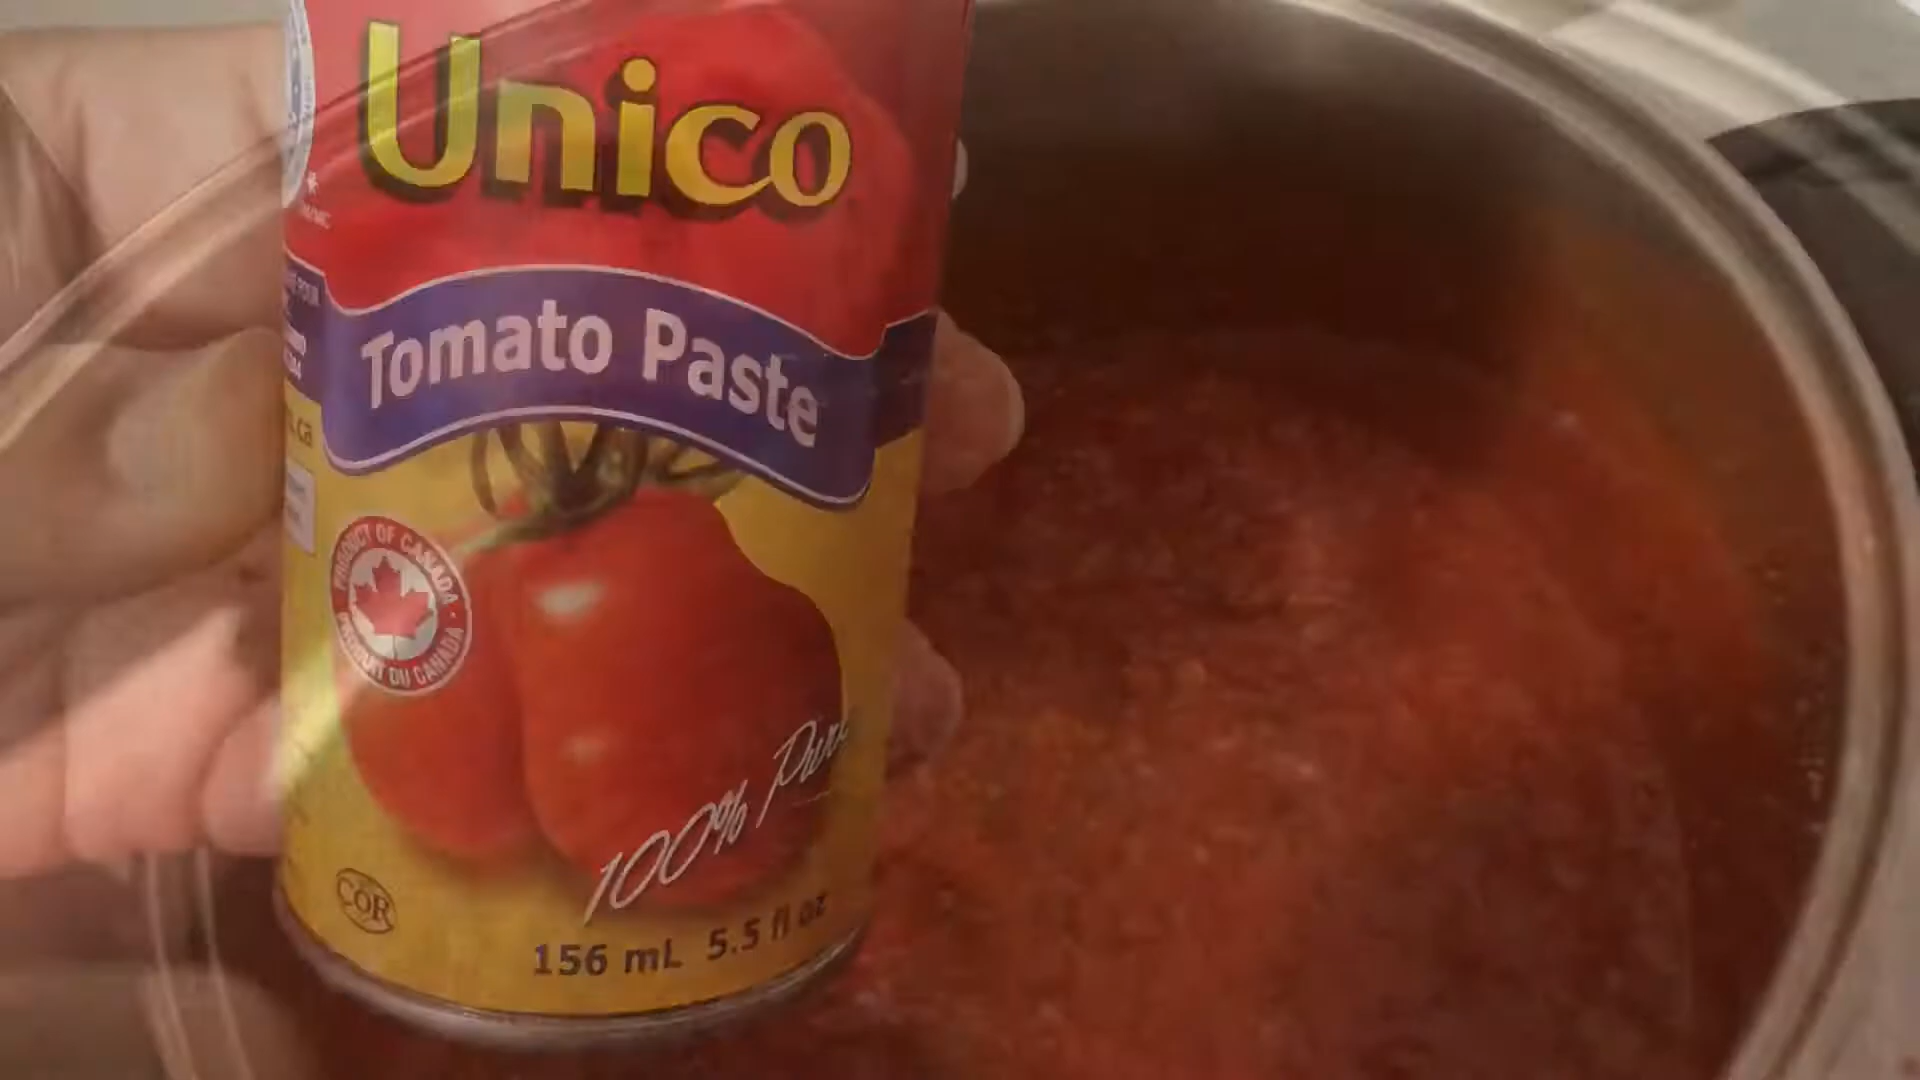 Unico
Tomato Paste
PRODUCT OF CANADA
PRODUIT DU CANADA
100% Pure
COR
156 mL 5.5 fl oz